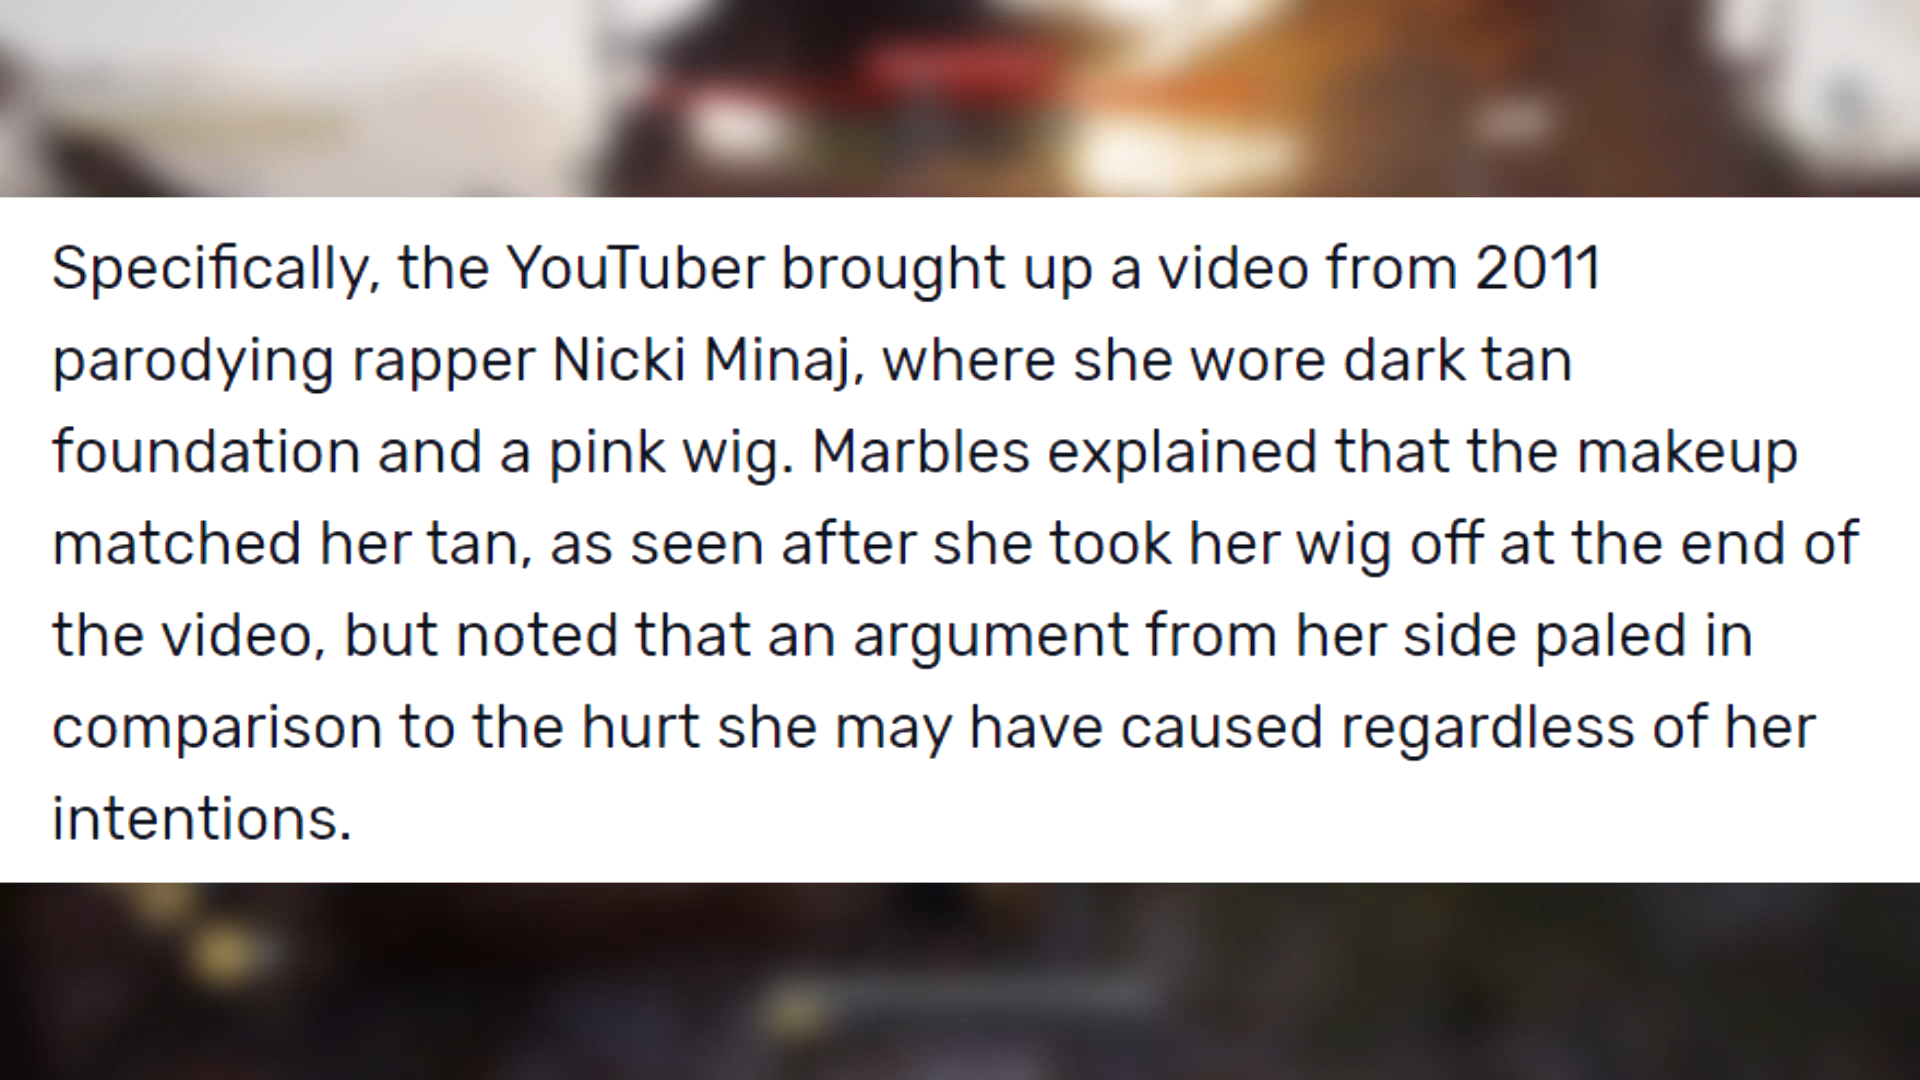 Specifically, the YouTuber brought up a video from 2011
parodying rapper Nicki Minaj, where she wore dark tan
foundation and a pink wig. Marbles explained that the makeup
matched her tan, as seen after she took her wig off at the end of
the video, but noted that an argument from her side paled in
comparison to the hurt she may have caused regardless of her
intentions.